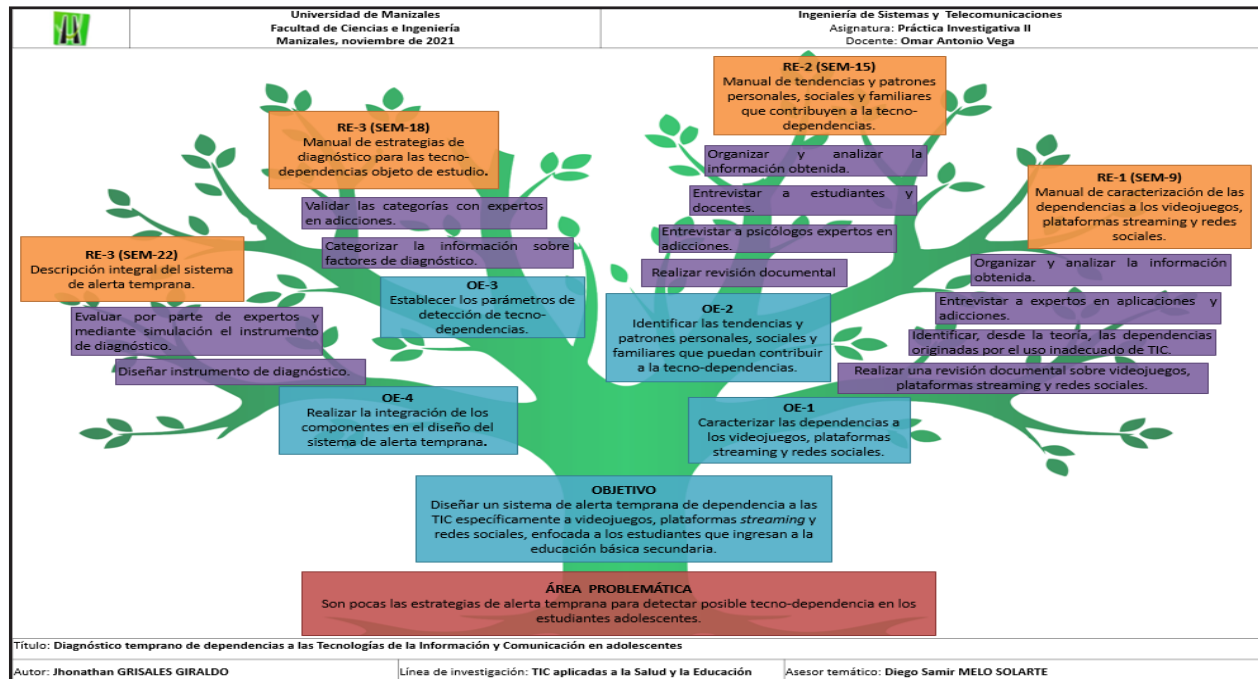 Universidad de Manizales
Facultad de Ciencias e Ingeniería
Manizales, noviembre de 2021
Ingeniería de Sistemas y Telecomunicaciones
Asignatura: Práctica Investigativa II
Docente: Omar Antonio Vega
RE-2 (SEM-15)
Manual de tendencias y patrones
personales, sociales y familiares
que contribuyen a la tecno-
dependencias.
Organizar y analizar la
información obtenida.
Entrevistar a estudiantes y
docentes.
Entrevistar a psicólogos expertos en
adicciones.
Realizar revisión documental
OE-2
Identificar las tendencias y
patrones personales, sociales y
familiares que puedan contribuir
a la tecno-dependencias.
RE-3 (SEM-18)
Manual de estrategias de
diagnóstico para las tecno-
dependencias objeto de estudio.
Validar las categorías con expertos
en adicciones.
Categorizar la información sobre
factores de diagnóstico.
OE-3
Establecer los parámetros de
detección de tecno-
dependencias.
RE-1 (SEM-9)
Manual de caracterización de las
dependencias a los videojuegos,
plataformas streaming y redes
sociales.
Organizar y analizar la información
obtenida.
Entrevistar a expertos en aplicaciones y
adicciones.
Identificar, desde la teoría, las dependencias
originadas por el uso inadecuado de TIC.
Realizar una revisión documental sobre videojuegos,
plataformas streaming y redes sociales.
OE-1
Caracterizar las dependencias a
los videojuegos, plataformas
streaming y redes sociales.
RE-3 (SEM-22)
Descripción integral del sistema
de alerta temprana.
Evaluar por parte de expertos y
mediante simulación el instrumento
de diagnóstico.
Diseñar instrumento de diagnóstico.
OE-4
Realizar la integración de los
componentes en el diseño del
sistema de alerta temprana.
OBJETIVO
Diseñar un sistema de alerta temprana de dependencia a las
TIC específicamente a videojuegos, plataformas streaming y
redes sociales, enfocada a los estudiantes que ingresan a la
educación básica secundaria.
ÁREA PROBLEMÁTICA
Son pocas las estrategias de alerta temprana para detectar posible tecno-dependencia en los
estudiantes adolescentes.
Título: Diagnóstico temprano de dependencias a las Tecnologías de la Información y Comunicación en adolescentes
Autor: Jhonathan GRISALES GIRALDO
Línea de investigación: TIC aplicadas a la Salud y la Educación
Asesor temático: Diego Samir MELO SOLARTE